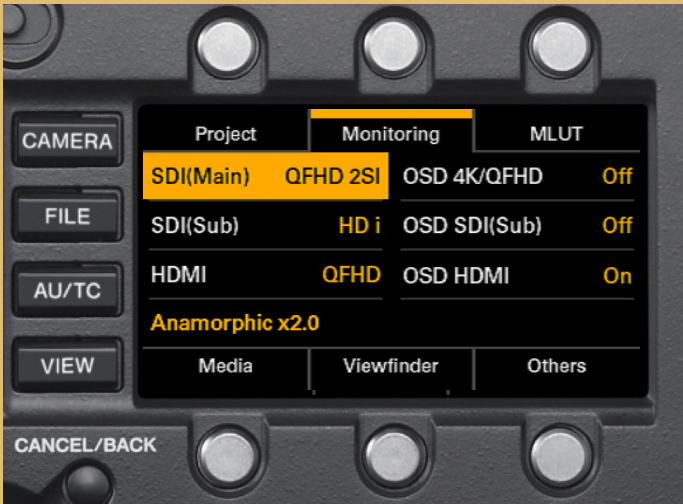 Project Monitoring MLUT
CAMERA
SDI(Main) QFHD 2SI OSD 4K/QFHD Off
FILE
SDI(Sub) HD i OSD SDI(Sub) Off
HDMI QFHD OSD HDMI On
AU/TC
Anamorphic x2.0
VIEW
Media Viewfinder Others
CANCEL/BACK